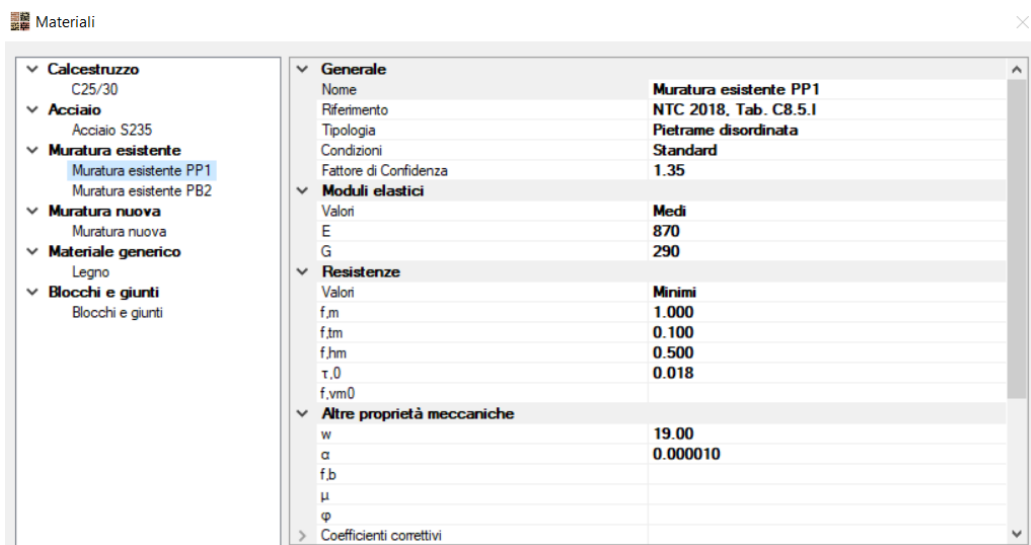 Materiali
Calcestruzzo
C25/30
Acciaio
Acciaio S235
Muratura esistente
Muratura esistente PP1
Muratura esistente PB2
Muratura nuova
Muratura nuova
Materiale generico
Legno
Blocchi e giunti
Blocchi e giunti
Generale
Nome Muratura esistente PP1
Riferimento NTC 2018, Tab. C8.5.I
Tipologia Pietrame disordinata
Condizioni Standard
Fattore di Confidenza 1.35
Moduli elastici
Valori Medi
E 870
G 290
Resistenze
Valori Minimi
f,m 1.000
f,tm 0.100
f,hm 0.500
τ,0 0.018
f,vm0
Altre proprietà meccaniche
w 19.00
α 0.000010
f,b
μ
φ
Coefficienti correttivi